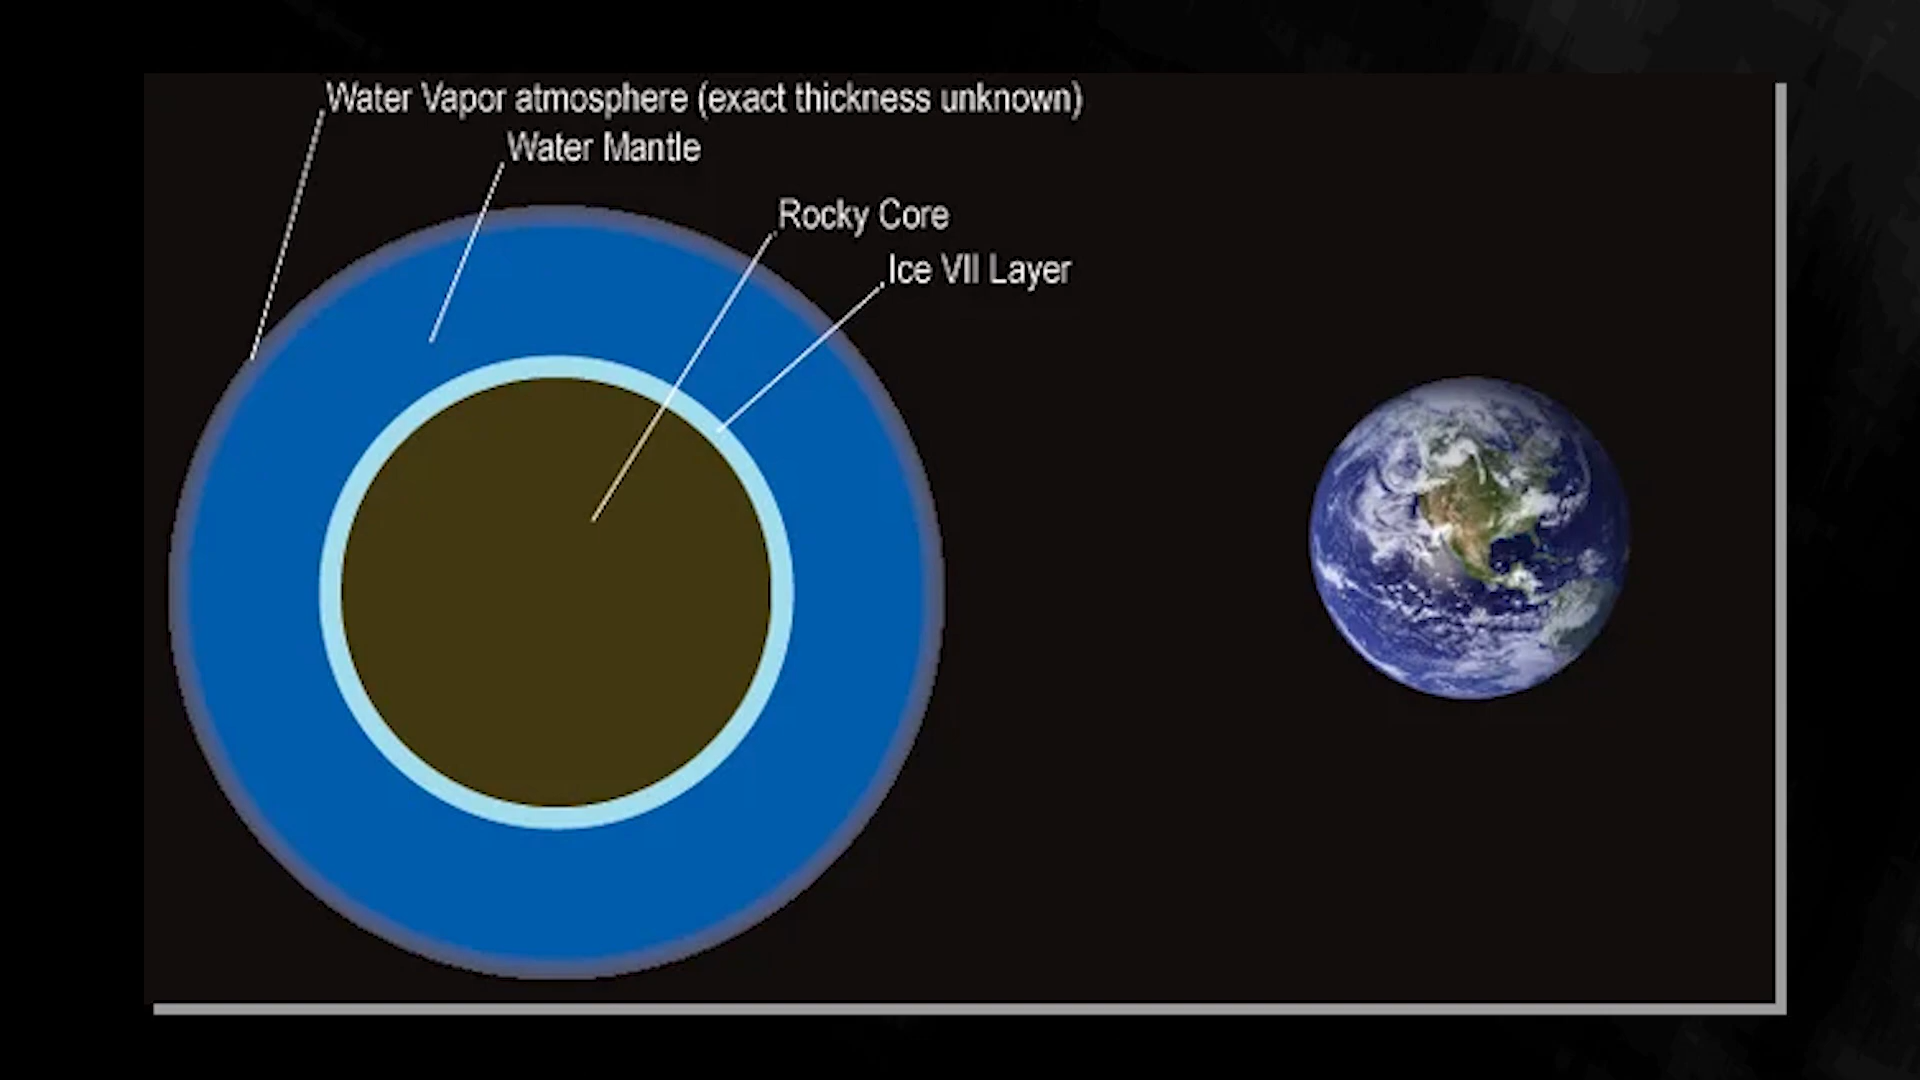 Water Vapor atmosphere (exact thickness unknown)
Water Mantle
Rocky Core
Ice VII Layer